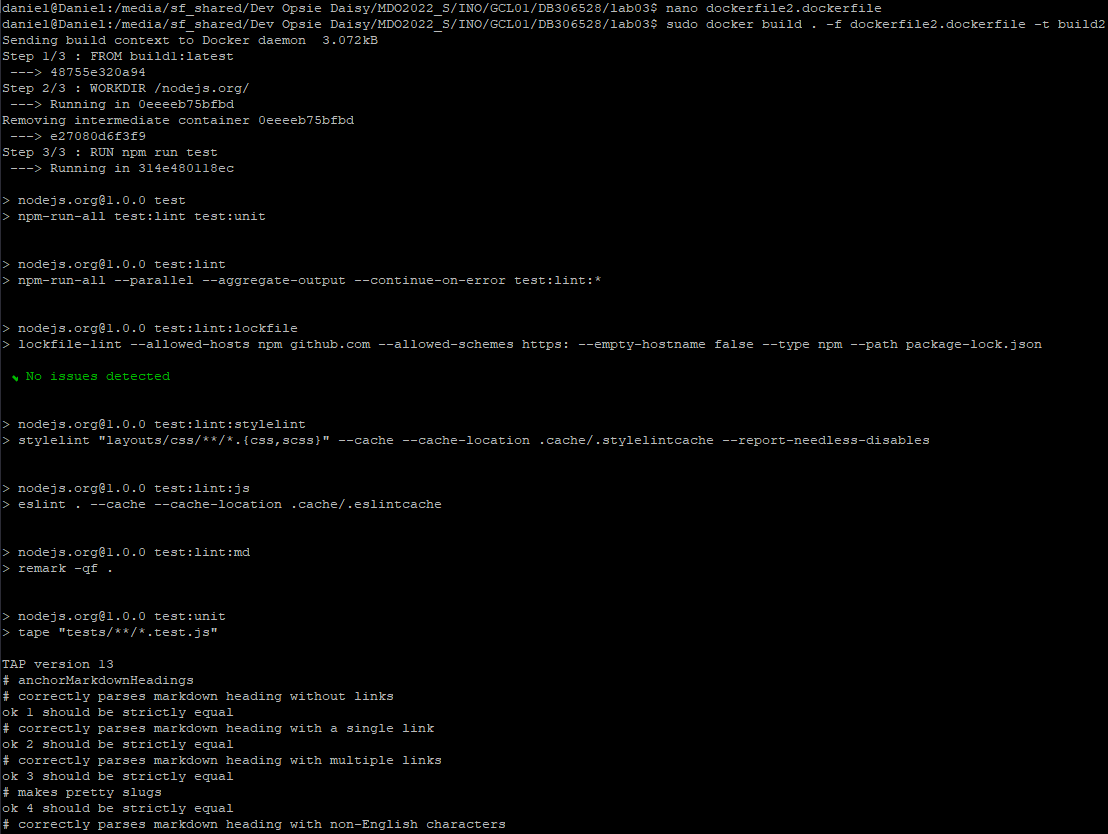 daniel@Daniel:/media/sf_shared/Dev Opsie Daisy/MDO2022_S/INO/GCL01/DB306528/lab03$ nano dockerfile2.dockerfile
daniel@Daniel:/media/sf_shared/Dev Opsie Daisy/MDO2022_S/INO/GCL01/DB306528/lab03$ sudo docker build . -f dockerfile2.dockerfile -t build2
Sending build context to Docker daemon  3.072kB
Step 1/3 : FROM build1:latest
 ---> 48755e320a94
Step 2/3 : WORKDIR /nodejs.org/
 ---> Running in 0eeeeb75bfbd
Removing intermediate container 0eeeeb75bfbd
 ---> e27080d6f3f9
Step 3/3 : RUN npm run test
 ---> Running in 314e480118ec
> nodejs.org@1.0.0 test
> npm-run-all test:lint test:unit
> nodejs.org@1.0.0 test:lint
> npm-run-all --parallel --aggregate-output --continue-on-error test:lint:*
> nodejs.org@1.0.0 test:lint:lockfile
> lockfile-lint --allowed-hosts npm github.com --allowed-schemes https: --empty-hostname false --type npm --path package-lock.json
✔ No issues detected
> nodejs.org@1.0.0 test:lint:stylelint
> stylelint "layouts/css/**/*.{css,scss}" --cache --cache-location .cache/.stylelintcache --report-needless-disables
> nodejs.org@1.0.0 test:lint:js
> eslint . --cache --cache-location .cache/.eslintcache
> nodejs.org@1.0.0 test:lint:md
> remark -qf .
> nodejs.org@1.0.0 test:unit
> tape "tests/**/*.test.js"
TAP version 13
# anchorMarkdownHeadings
# correctly parses markdown heading without links
ok 1 should be strictly equal
# correctly parses markdown heading with a single link
ok 2 should be strictly equal
# correctly parses markdown heading with multiple links
ok 3 should be strictly equal
# makes pretty slugs
ok 4 should be strictly equal
# correctly parses markdown heading with non-English characters